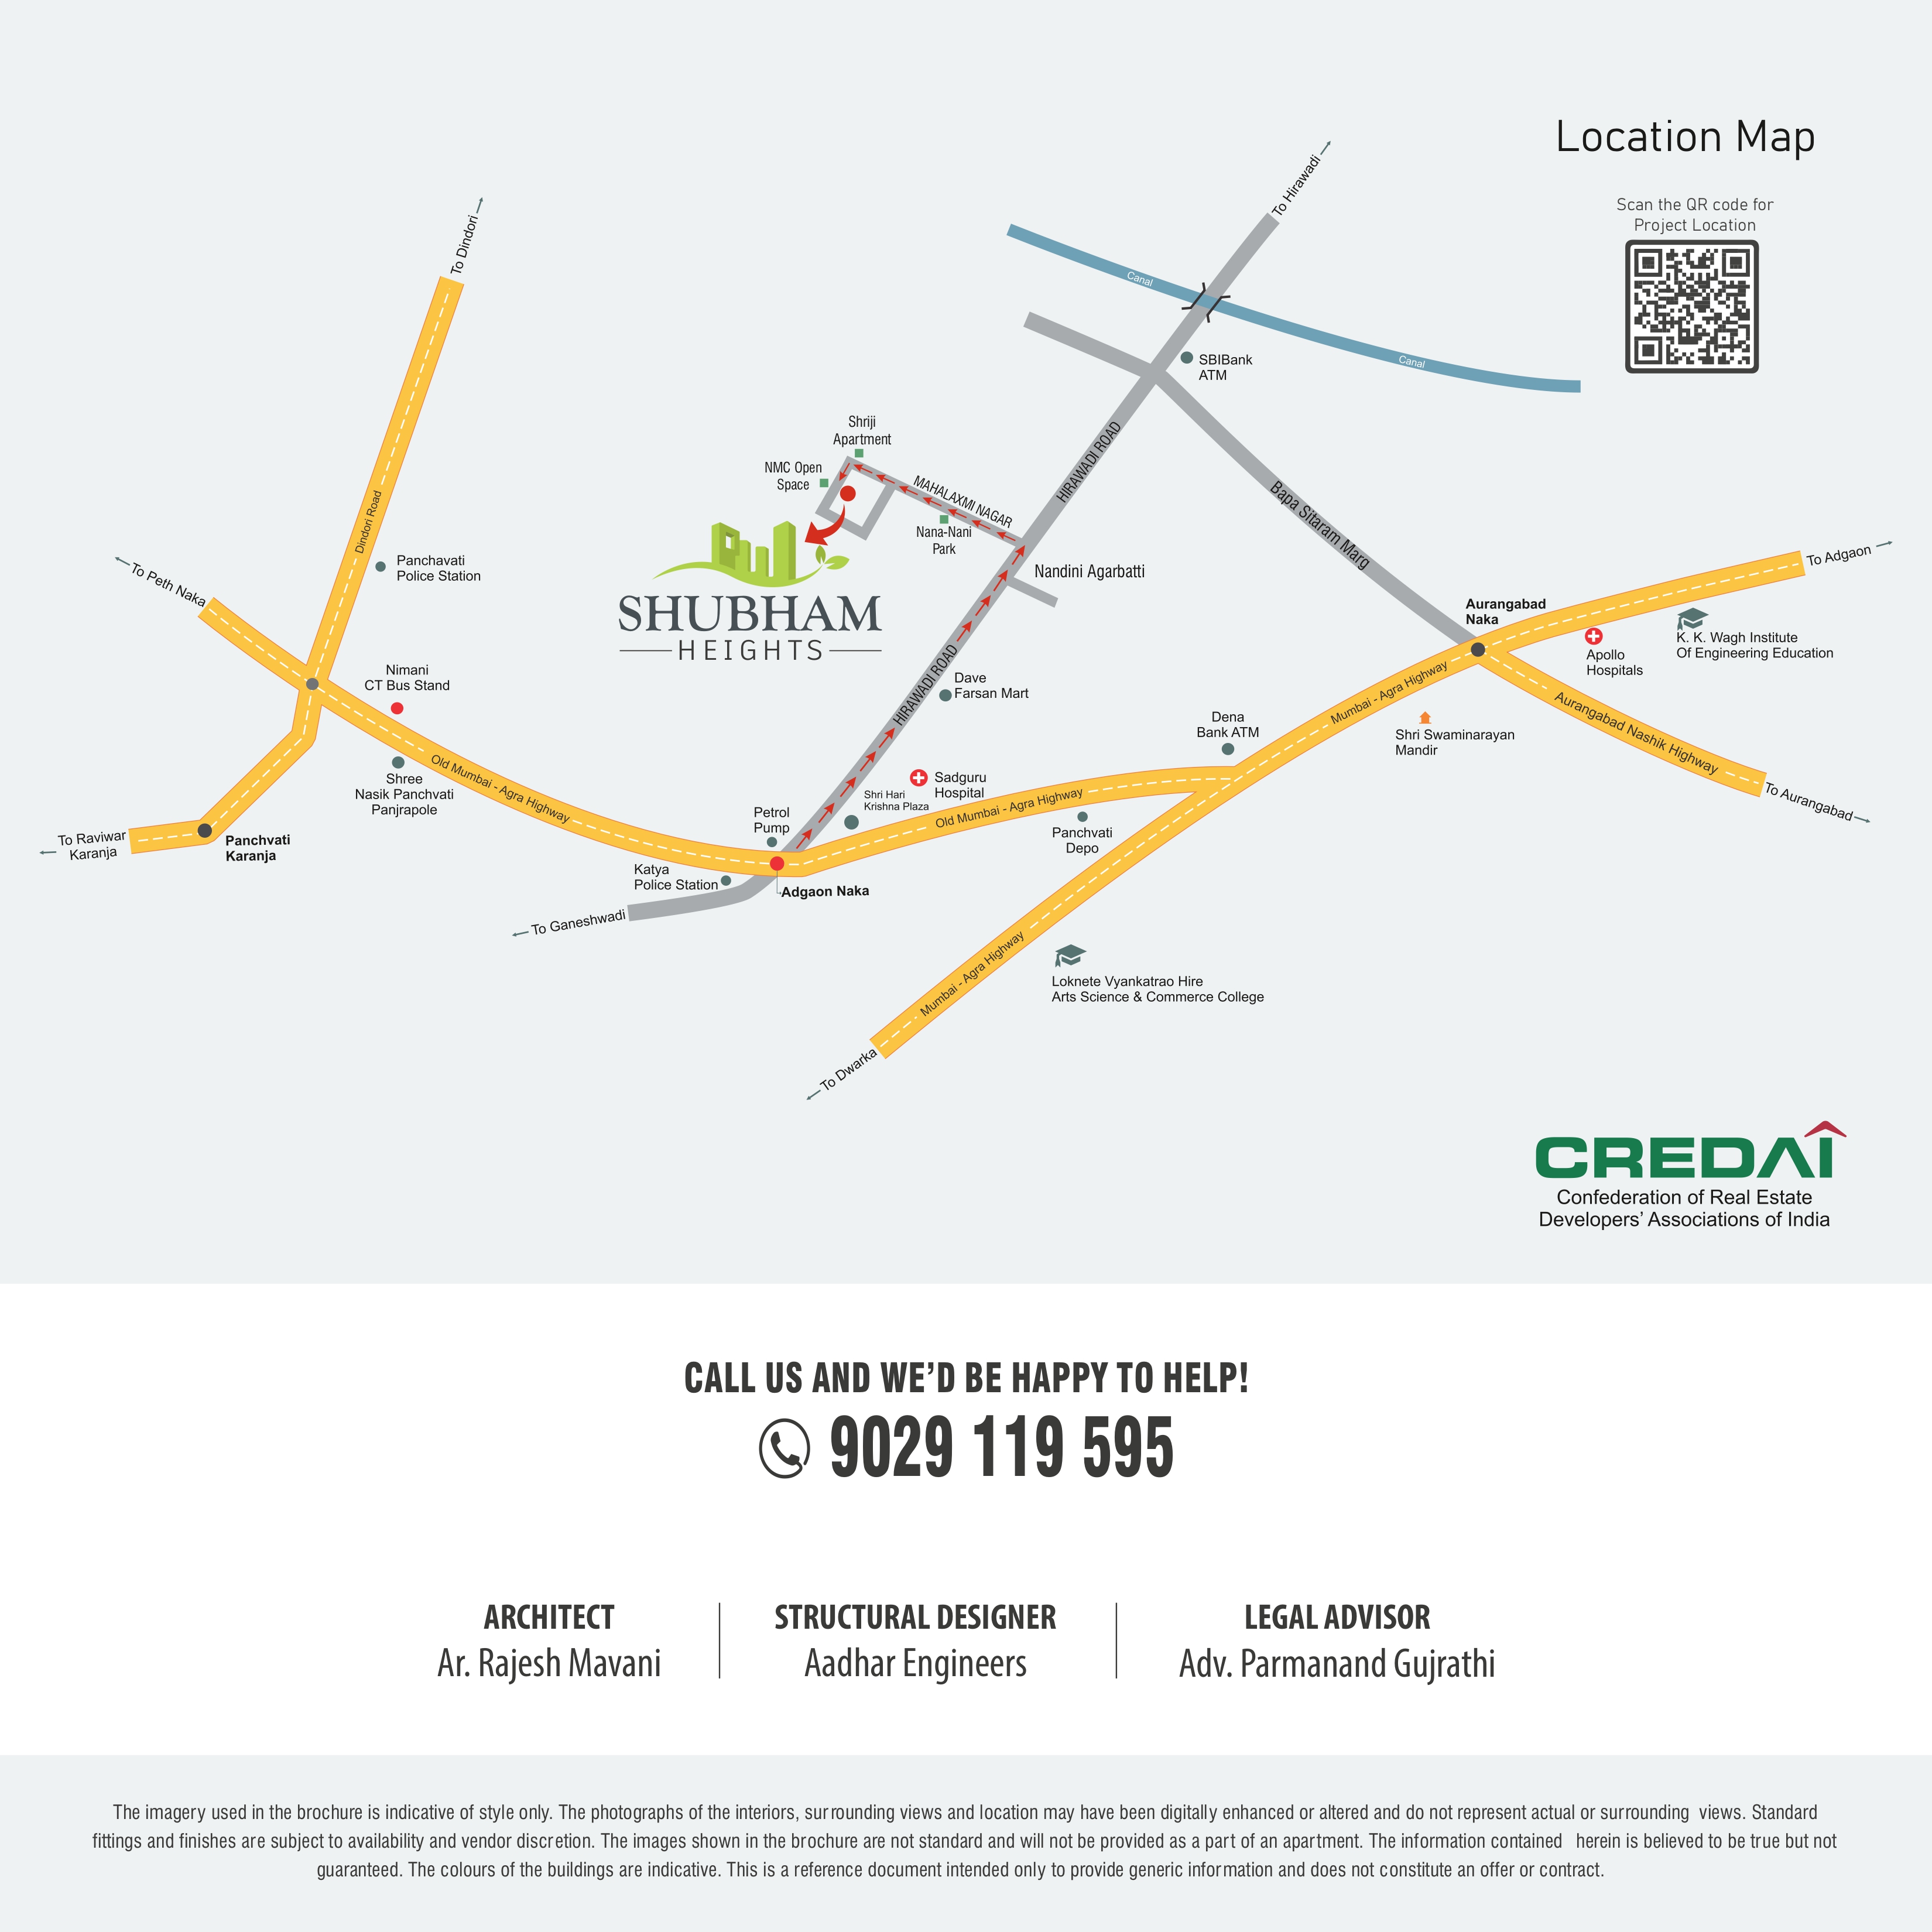 Location Map
Scan the QR code for
Project Location
To Hirawadi
To Dindori
Canal
Canal
SBIBank
ATM
Shriji
Apartment
NMC Open
Space
MAHALAXMI NAGAR
Nana-Nani
Park
HIRAWADI ROAD
Bapa Sitaram Marg
Dindori Road
Panchavati
Police Station
To Peth Naka
Nandini Agarbatti
SHUBHAM
HEIGHTS
To Adgaon
Aurangabad
Naka
K. K. Wagh Institute
Of Engineering Education
Apollo
Hospitals
Nimani
CT Bus Stand
HIRAWADI ROAD
Dave
Farsan Mart
Mumbai - Agra Highway
Aurangabad Nashik Highway
Shri Swaminarayan
Mandir
Dena
Bank ATM
Shree
Nasik Panchvati
Panjrapole
Old Mumbai - Agra Highway
Sadguru
Hospital
Shri Hari
Krishna Plaza
Old Mumbai - Agra Highway
To Aurangabad
Petrol
Pump
Panchvati
Depo
To Raviwar
Karanja
Panchvati
Karanja
Katya
Police Station
Adgaon Naka
To Ganeshwadi
Mumbai - Agra Highway
Loknete Vyankatrao Hire
Arts Science & Commerce College
To Dwarka
CREDAI
Confederation of Real Estate
Developers’ Associations of India
CALL US AND WE’D BE HAPPY TO HELP!
9029 119 595
ARCHITECT
Ar. Rajesh Mavani
STRUCTURAL DESIGNER
Aadhar Engineers
LEGAL ADVISOR
Adv. Parmanand Gujrathi
The imagery used in the brochure is indicative of style only. The photographs of the interiors, surrounding views and location may have been digitally enhanced or altered and do not represent actual or surrounding views. Standard
fittings and finishes are subject to availability and vendor discretion. The images shown in the brochure are not standard and will not be provided as a part of an apartment. The information contained herein is believed to be true but not
guaranteed. The colours of the buildings are indicative. This is a reference document intended only to provide generic information and does not constitute an offer or contract.